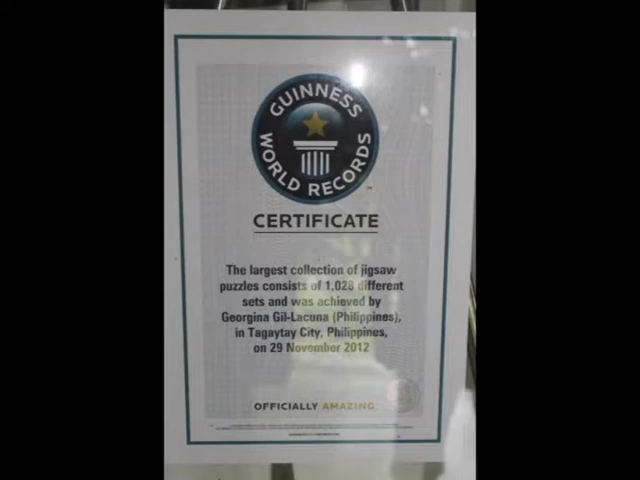 GUINNESS
WORLD RECORDS
CERTIFICATE
The largest collection of jigsaw
puzzles consists of 1,028 different
sets and was achieved by
Georgina Gil-Lacuna (Philippines),
in Tagaytay City, Philippines,
on 29 November 2012
OFFICIALLY AMAZING